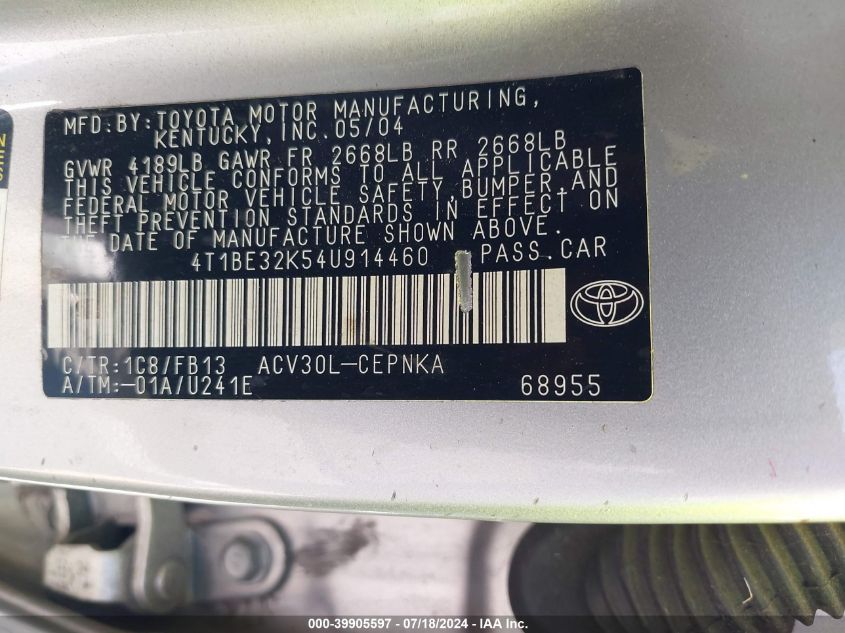 MFD.BY:TOYOTA MOTOR MANUFACTURING,
KENTUCKY, INC. 05/04
GVWR 4189LB GAWR FR 2668LB RR 2668LB
THIS VEHICLE CONFORMS TO ALL APPLICABLE
FEDERAL MOTOR VEHICLE SAFETY,BUMPER,AND
THEFT PREVENTION STANDARDS IN EFFECT ON
THE DATE OF MANUFACTURE SHOWN ABOVE.
4T1BE32K54U914460 PASS.CAR
C/TR:1C8/FB13 ACV30L-CEPNKA
A/TM:-01A/U241E 68955
000-39905597 - 07/18/2024 - IAA Inc.